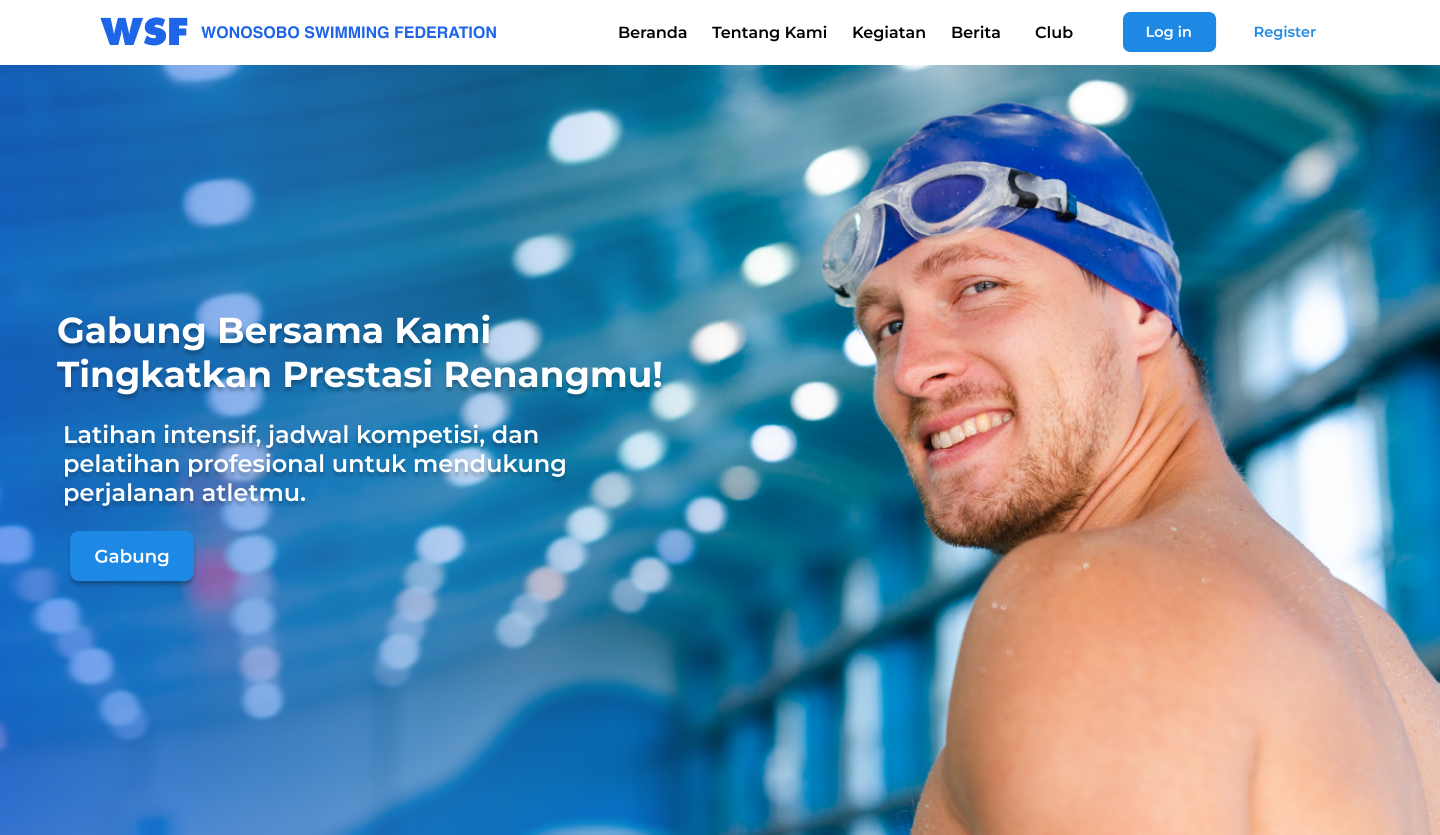 WSF WONOSOBO SWIMMING FEDERATION Beranda Tentang Kami Kegiatan Berita Club Log in Register
Gabung Bersama Kami
Tingkatkan Prestasi Renangmu!
Latihan intensif, jadwal kompetisi, dan
pelatihan profesional untuk mendukung
perjalanan atletmu.
Gabung